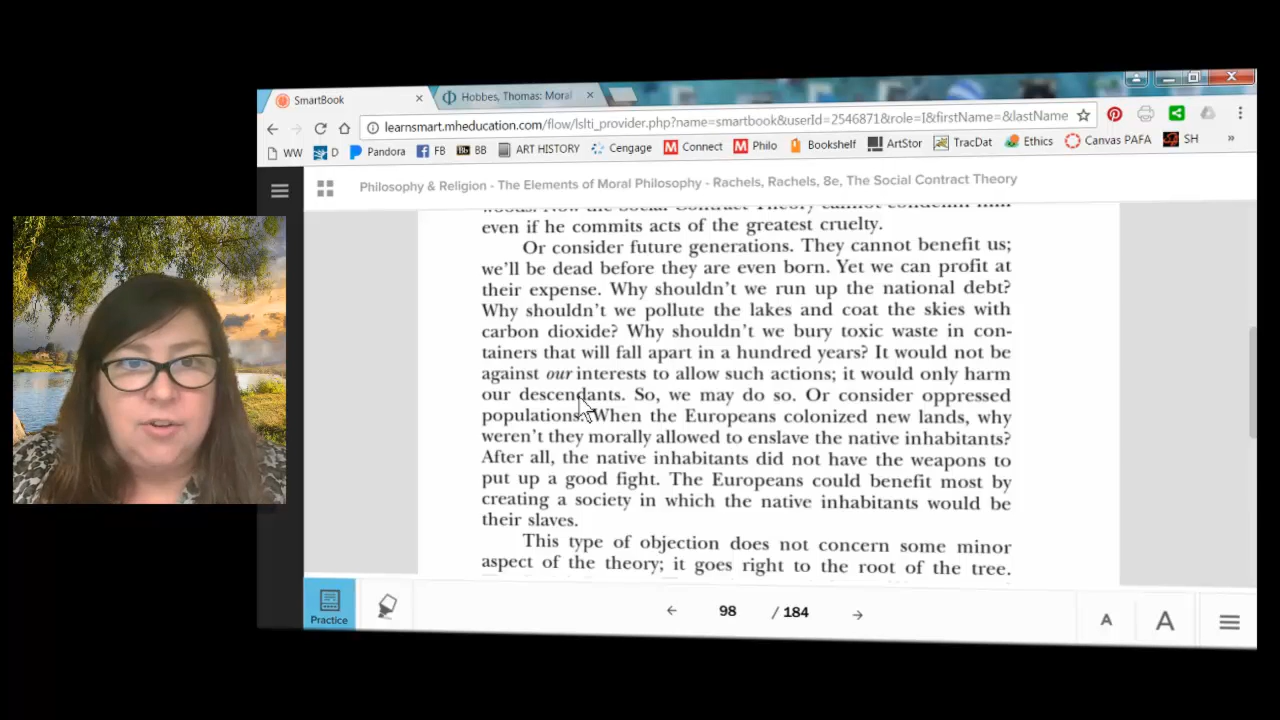 SmartBook
Hobbes, Thomas: Moral
learnsmart.mheducation.com/flow/lslti_provider.php?name=smartbook&userId=2546871&role=I&firstName=&lastName
WW D Pandora FB BB ART HISTORY Cengage Connect Philo Bookshelf ArtStor TracDat Ethics Canvas PAFA SH »
Philosophy & Religion - The Elements of Moral Philosophy - Rachels, Rachels, 8e, The Social Contract Theory
woods. Now the Social Contract Theory cannot condemn him
even if he commits acts of the greatest cruelty.
Or consider future generations. They cannot benefit us;
we'll be dead before they are even born. Yet we can profit at
their expense. Why shouldn't we run up the national debt?
Why shouldn't we pollute the lakes and coat the skies with
carbon dioxide? Why shouldn't we bury toxic waste in con-
tainers that will fall apart in a hundred years? It would not be
against our interests to allow such actions; it would only harm
our descendants. So, we may do so. Or consider oppressed
populations. When the Europeans colonized new lands, why
weren't they morally allowed to enslave the native inhabitants?
After all, the native inhabitants did not have the weapons to
put up a good fight. The Europeans could benefit most by
creating a society in which the native inhabitants would be
their slaves.
This type of objection does not concern some minor
aspect of the theory; it goes right to the root of the tree.
Practice
98 / 184
A A